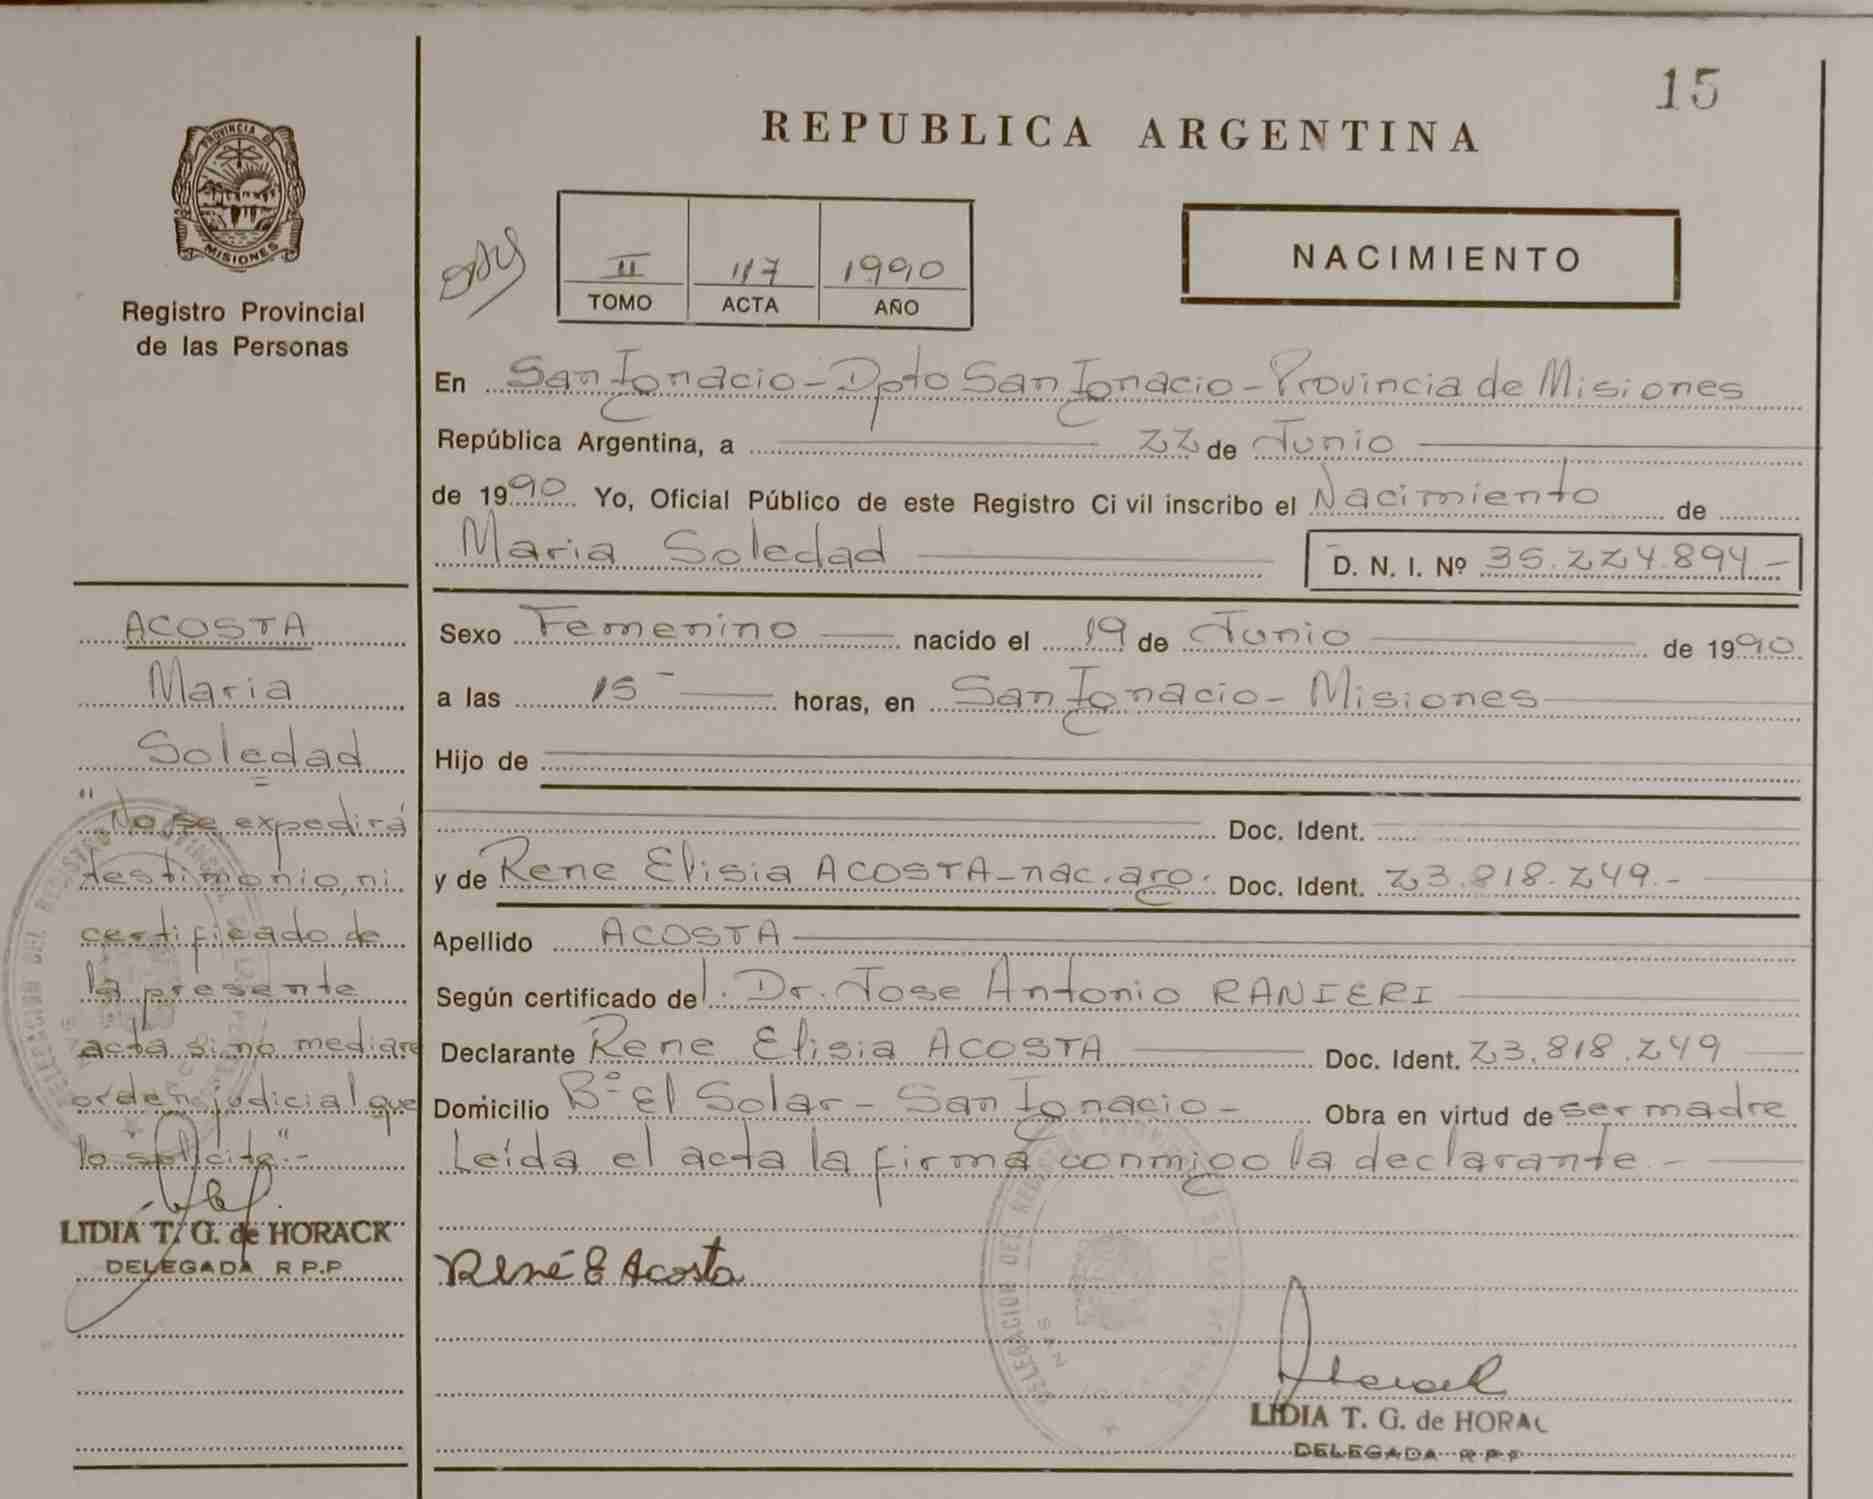 15
REPUBLICA ARGENTINA
PROVINCIA D
MISIONES
Registro Provincial
de las Personas
II 117 1990
TOMO ACTA AÑO
NACIMIENTO
En San Ignacio - Dpto San Ignacio - Provincia de Misiones
República Argentina, a 22 de Junio
de 1990 Yo, Oficial Público de este Registro Ci vil inscribo el Nacimiento de
Maria Soledad D. N. I. Nº 35.224.894-
ACOSTA
Maria
Soledad
"No se expedirá
testimonio, ni
certificado de
la presente
acta si no mediare
orden judicial que
lo solicite".-
LIDIA T. G. de HORACK
DELEGADA R P.P
Sexo Femenino nacido el 19 de Junio de 1990
a las 15 - horas, en San Ignacio - Misiones
Hijo de
Doc. Ident.
y de Rene Elisia ACOSTA - nac. arg. Doc. Ident. 23.818.249.-
Apellido ACOSTA
Según certificado del. Dr. Jose Antonio RANIERI
Declarante Rene Elisia ACOSTA Doc. Ident. 23.818.249
Domicilio Bº El Solar - San Ignacio - Obra en virtud de ser madre
Leída el acta la firma conmigo la declarante.-
René E Acosta
DELEGACION DEL
LIDIA T. G. de HORAC
DELEGADA R P.P